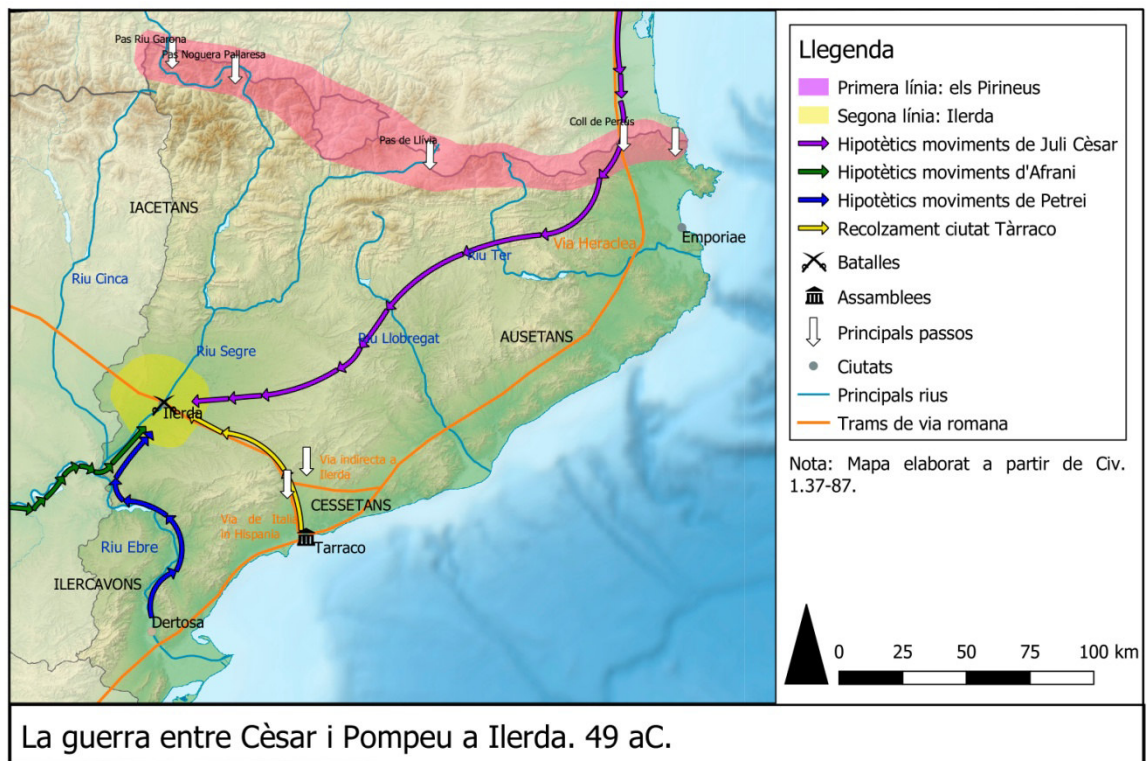 Pas Riu Garona
Pas Noguera Pallaresa
Coll de Pertús
Pas de Llívia
IACETANS
Emporiae
Via Heraclea
Riu Ter
Riu Cinca
AUSETANS
Riu Llobregat
Riu Segre
Ilerda
Via indirecta a
Ilerda
CESSETANS
Via de Italia
in Hispania
Tarraco
Riu Ebre
ILERCAVONS
Dertosa
Llegenda
Primera línia: els Pirineus
Segona línia: Ilerda
Hipotètics moviments de Juli Cèsar
Hipotètics moviments d'Afrani
Hipotètics moviments de Petrei
Recolzament ciutat Tàrraco
Batalles
Assamblees
Principals passos
Ciutats
Principals rius
Trams de via romana
Nota: Mapa elaborat a partir de Civ.
1.37-87.
0 25 50 75 100 km
La guerra entre Cèsar i Pompeu a Ilerda. 49 aC.